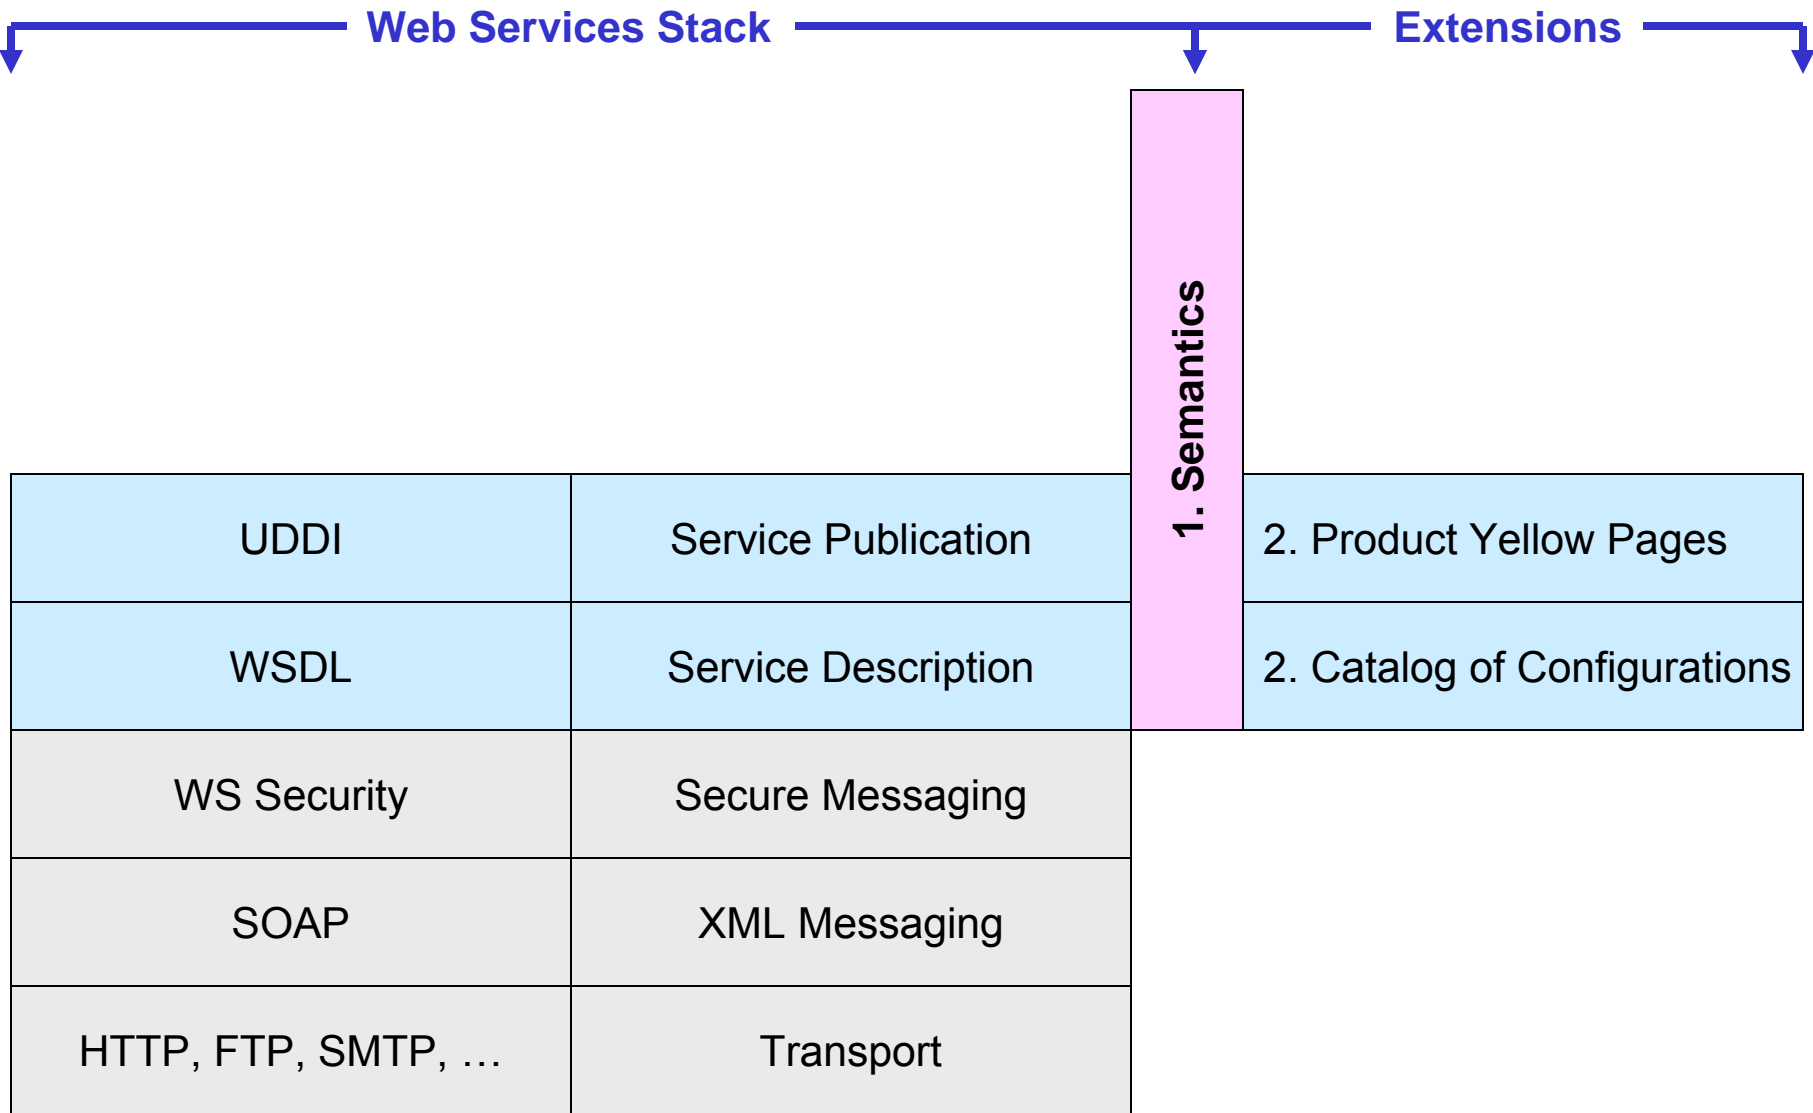 Web Services Stack
Extensions
1. Semantics
UDDI
Service Publication
2. Product Yellow Pages
WSDL
Service Description
2. Catalog of Configurations
WS Security
Secure Messaging
SOAP
XML Messaging
HTTP, FTP, SMTP, …
Transport